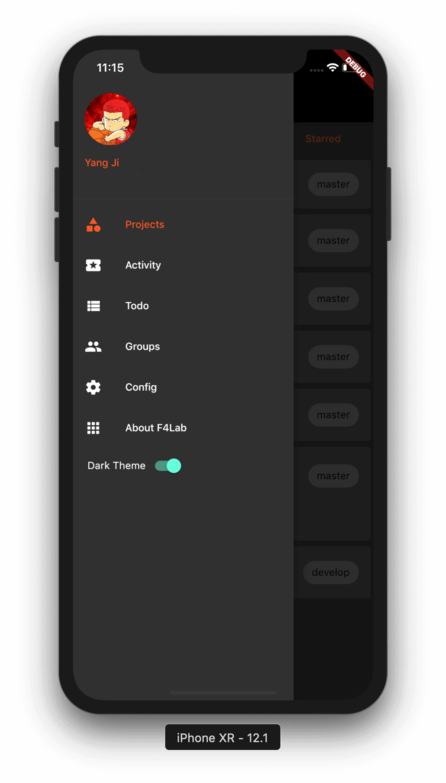 11:15
DEBUG
Yang Ji
Starred
master
Projects
master
Activity
master
Todo
Groups
master
Config
master
About F4Lab
Dark Theme
master
develop
iPhone XR - 12.1